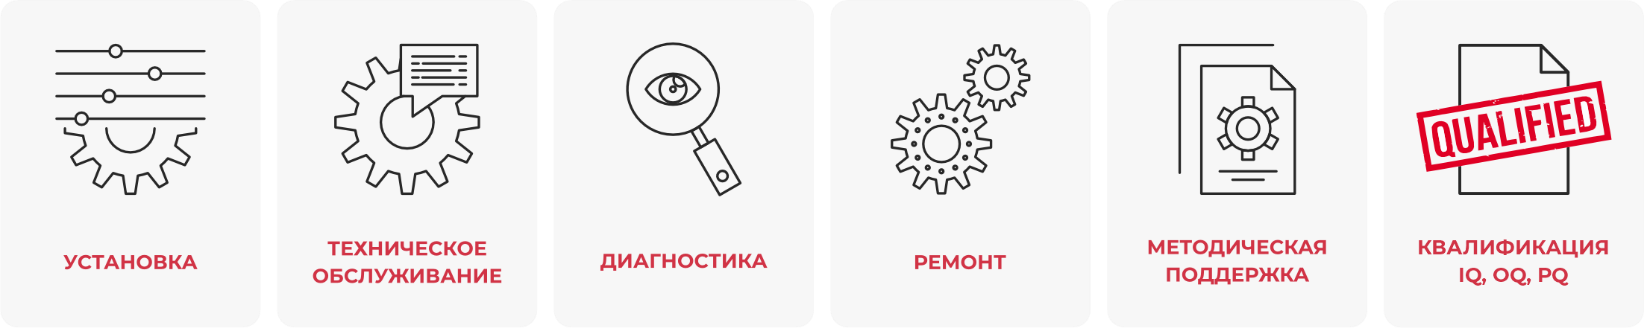 УСТАНОВКА
ТЕХНИЧЕСКОЕ
ОБСЛУЖИВАНИЕ
ДИАГНОСТИКА
РЕМОНТ
МЕТОДИЧЕСКАЯ
ПОДДЕРЖКА
QUALIFIED
КВАЛИФИКАЦИЯ
IQ, OQ, PQ